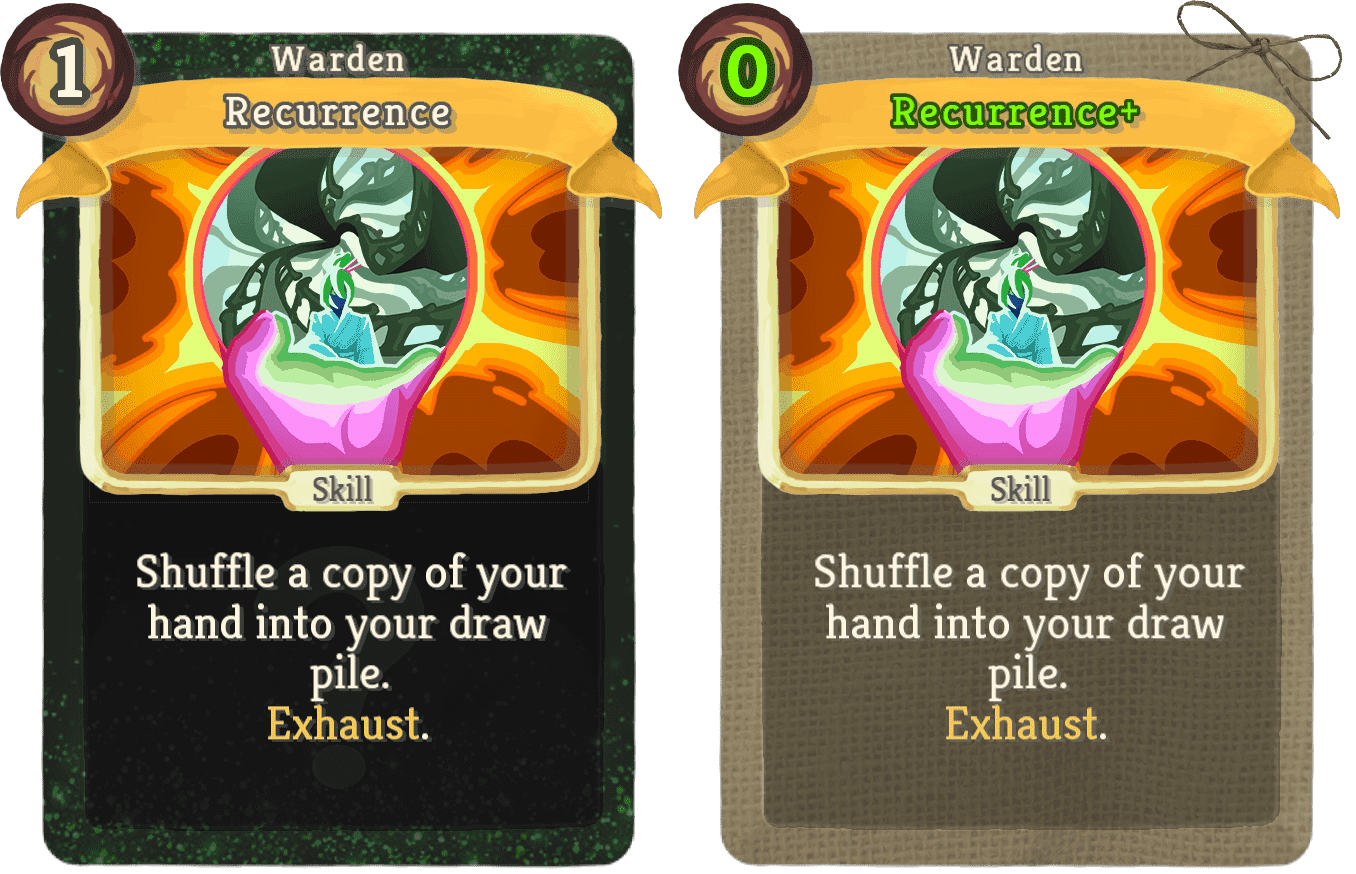 1
Warden
Recurrence
Skill
Shuffle a copy of your
hand into your draw
pile.
Exhaust.
0
Warden
Recurrence+
Skill
Shuffle a copy of your
hand into your draw
pile.
Exhaust.